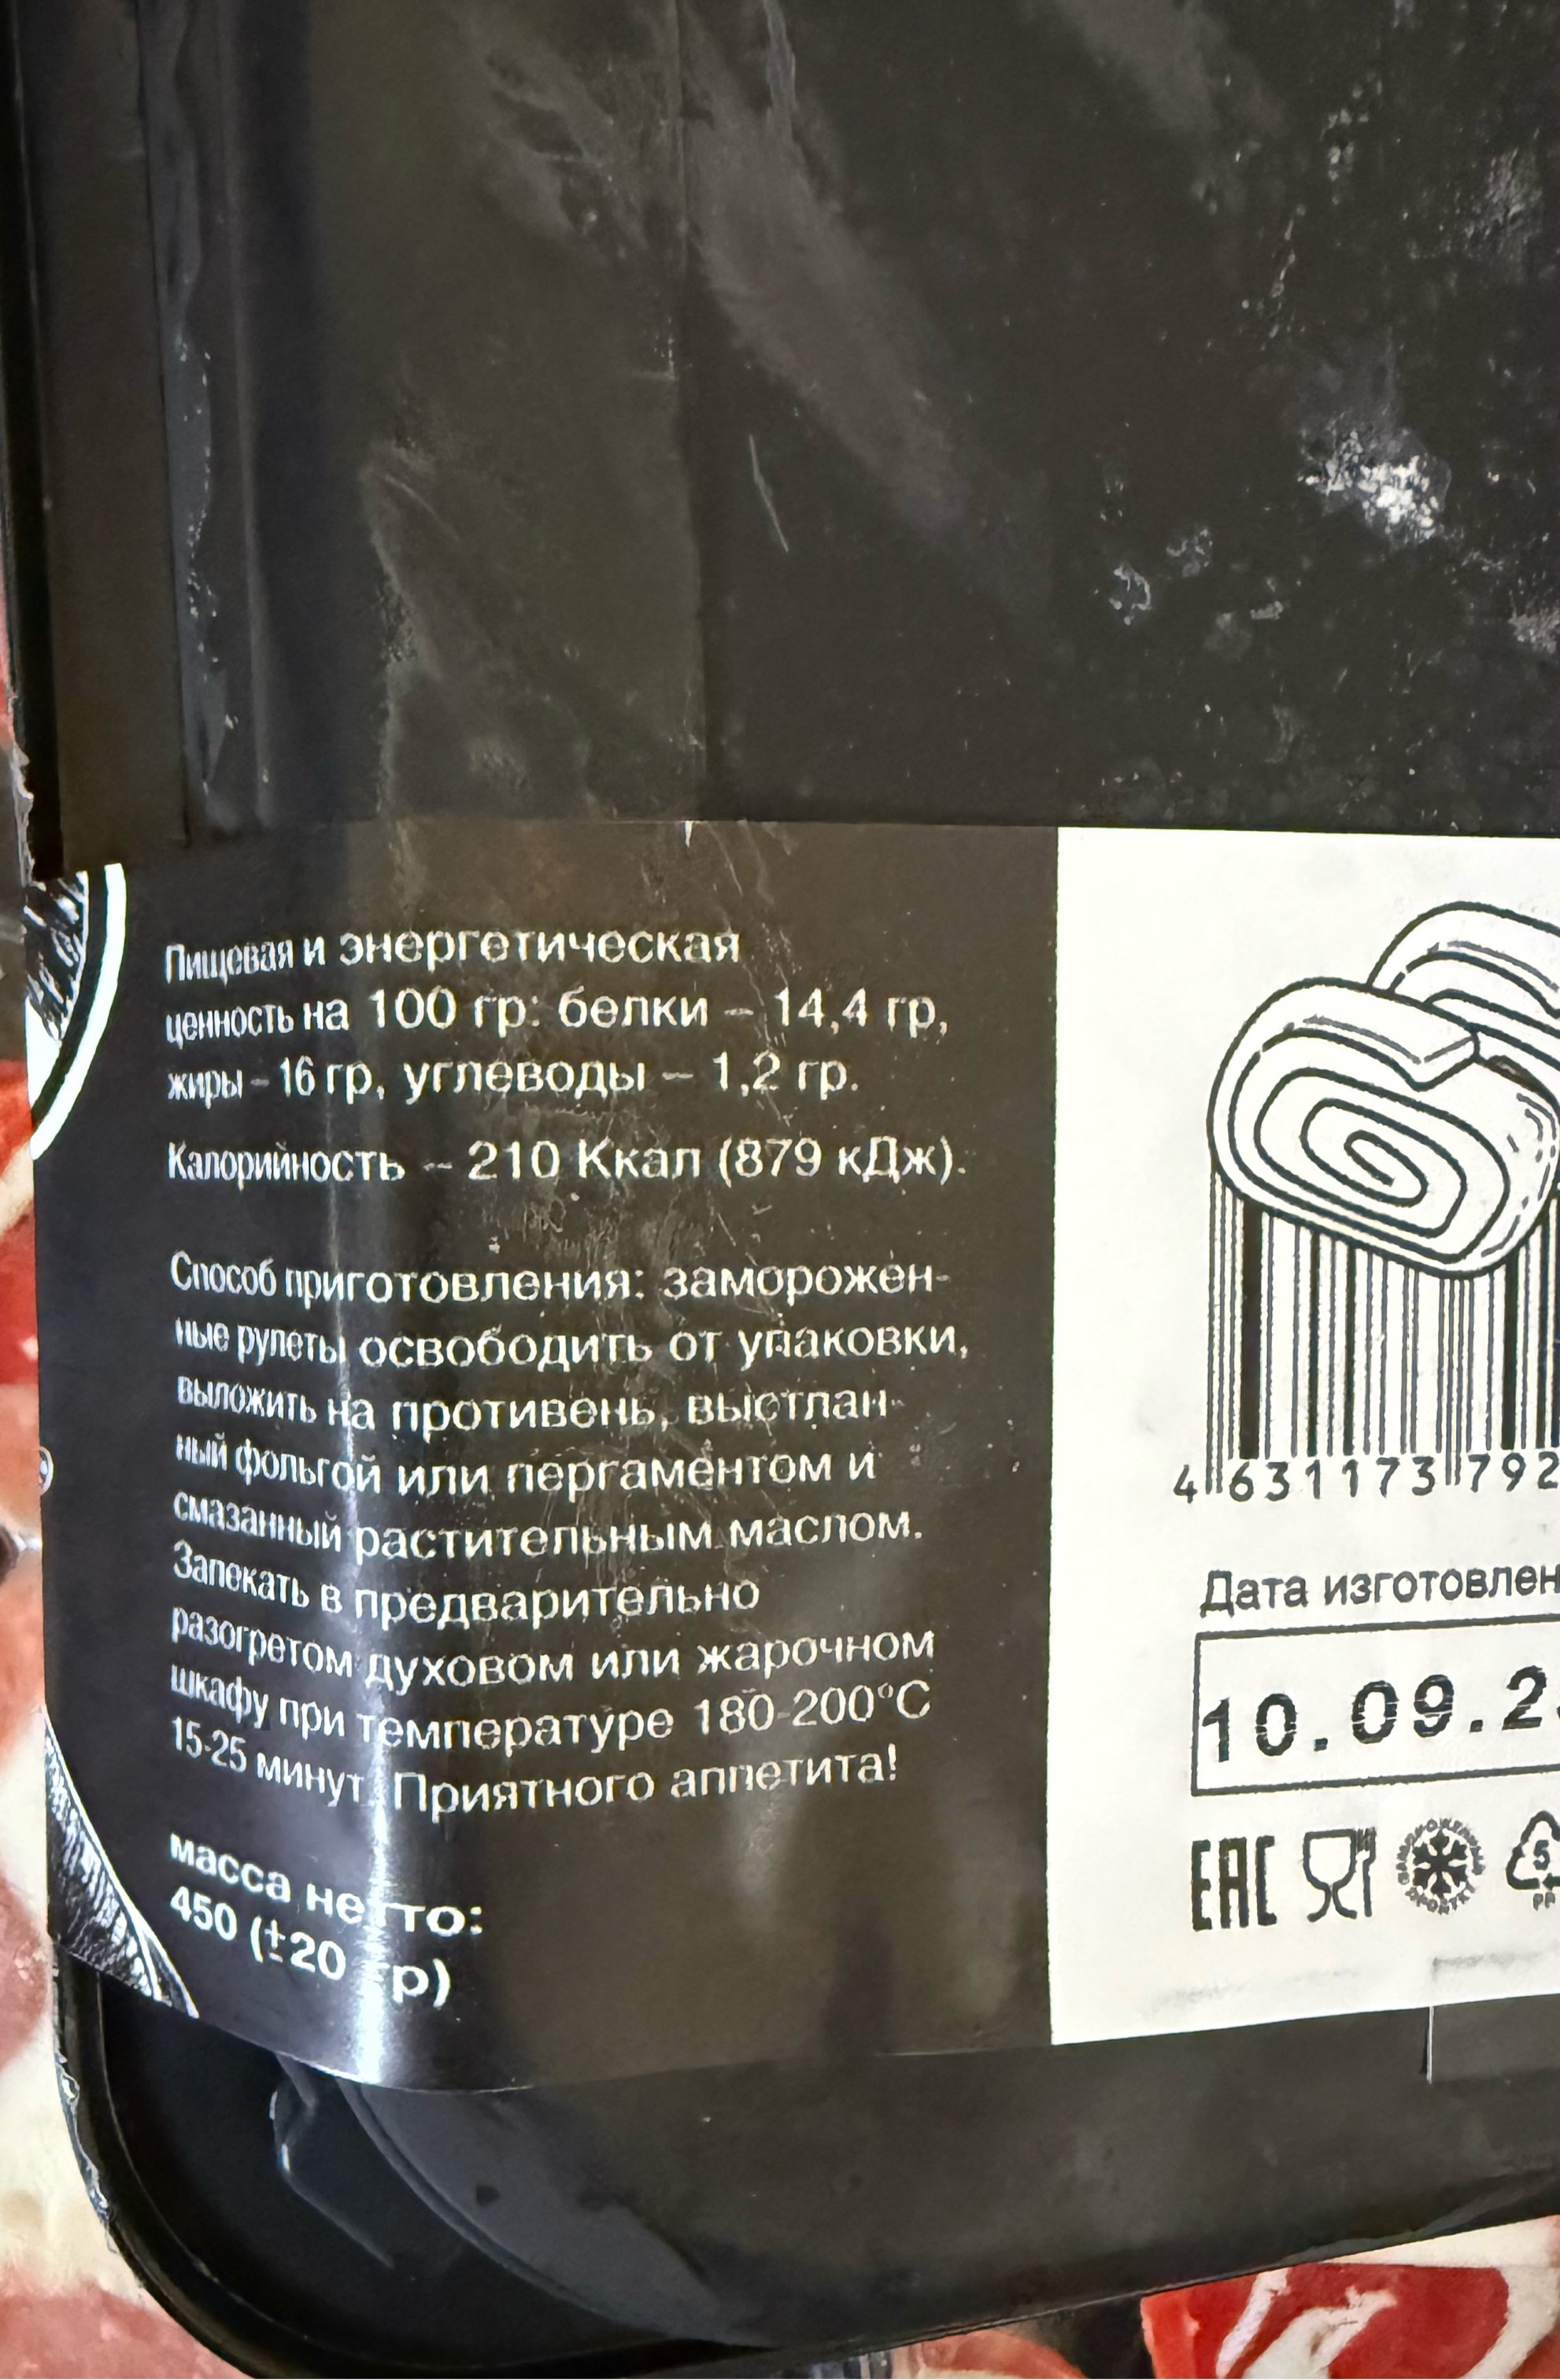 Пищевая и энергетическая
ценность на 100 гр: белки – 14,4 гр,
жиры – 16 гр, углеводы – 1,2 гр.
Калорийность – 210 Ккал (879 кДж).
Способ приготовления: заморожен-
ные рулеты освободить от упаковки,
выложить на противень, выстлан-
ный фольгой или пергаментом и
смазанный растительным маслом.
Запекать в предварительно
разогретом духовом или жарочном
шкафу при температуре 180-200°C
15-25 минут. Приятного аппетита!
масса нетто:
450 (±20 гр)
4 631173 792
Дата изготовлен
10.09.2
EAC
5
PP